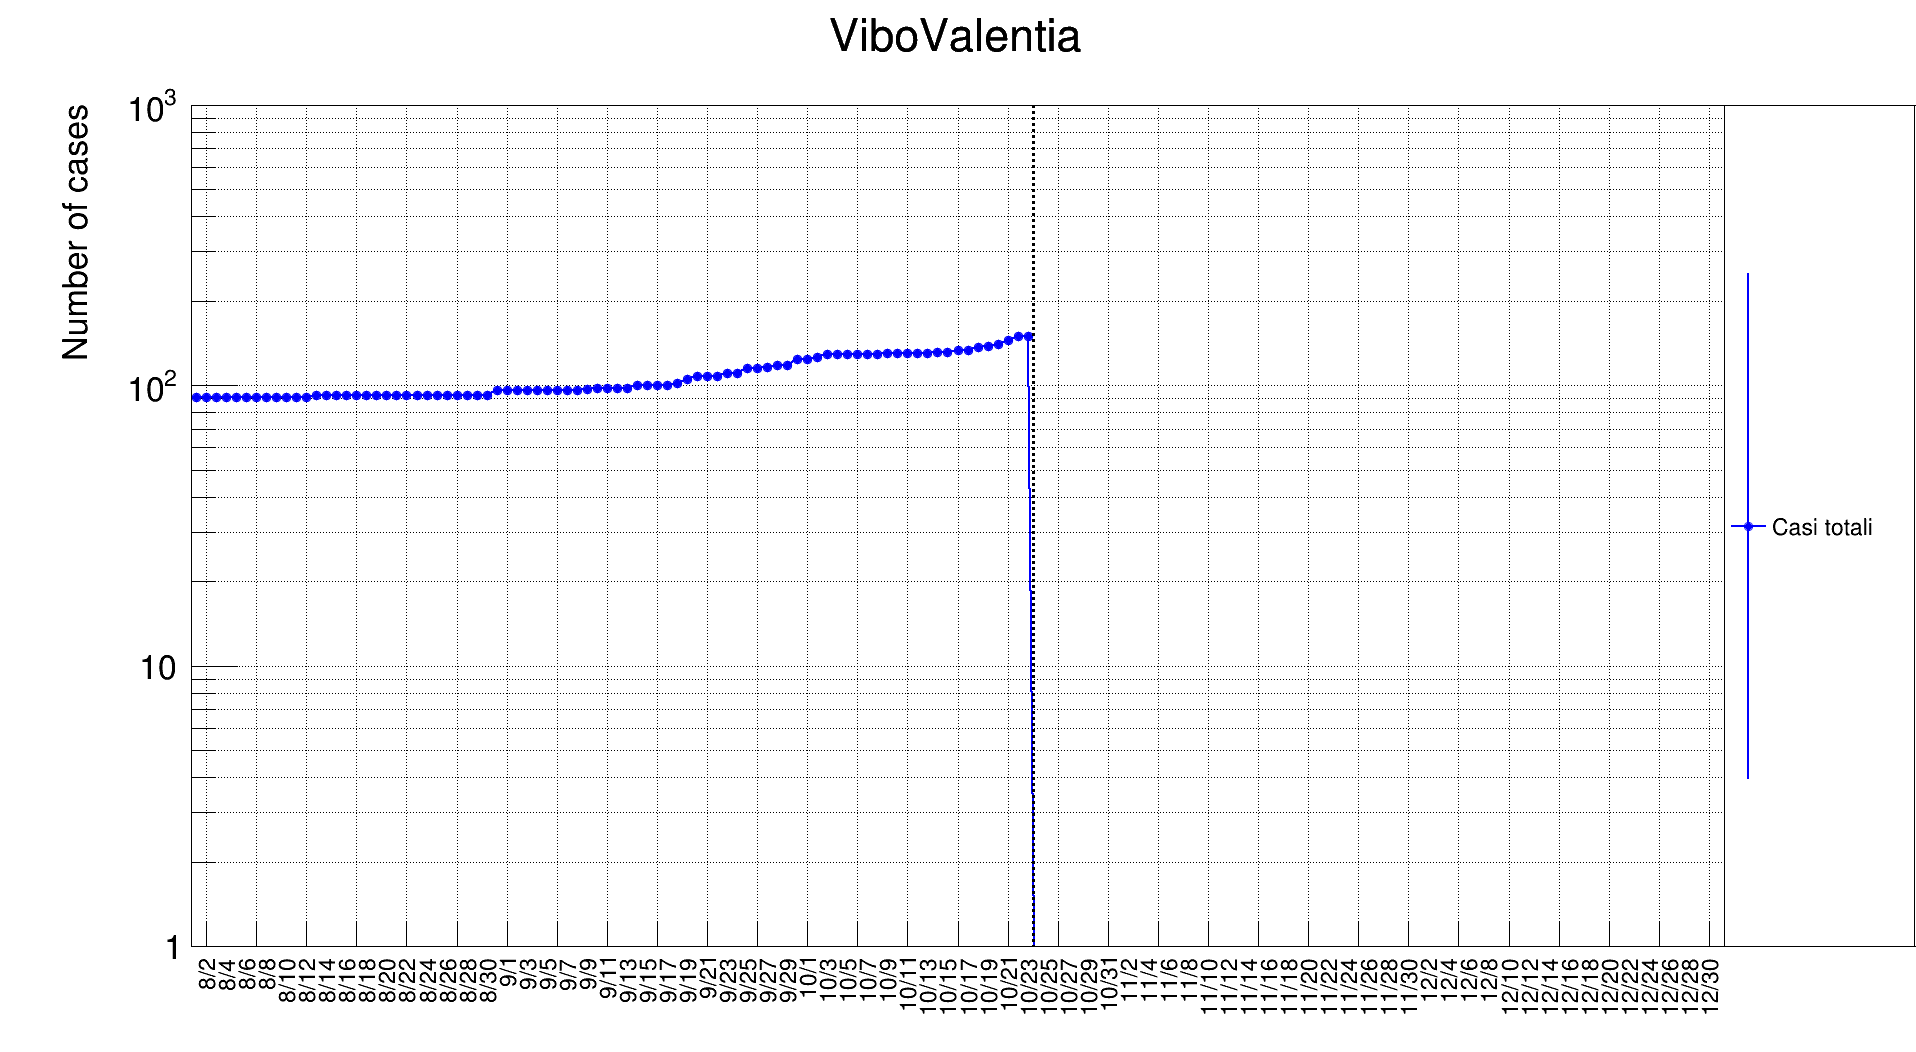 ViboValentia
Number of cases
10³
10²
10
1
8/2 8/4 8/6 8/8 8/10 8/12 8/14 8/16 8/18 8/20 8/22 8/24 8/26 8/28 8/30 9/1 9/3 9/5 9/7 9/9 9/11 9/13 9/15 9/17 9/19 9/21 9/23 9/25 9/27 9/29 10/1 10/3 10/5 10/7 10/9 10/11 10/13 10/15 10/17 10/19 10/21 10/23 10/25 10/27 10/29 10/31 11/2 11/4 11/6 11/8 11/10 11/12 11/14 11/16 11/18 11/20 11/22 11/24 11/26 11/28 11/30 12/2 12/4 12/6 12/8 12/10 12/12 12/14 12/16 12/18 12/20 12/22 12/24 12/26 12/28 12/30
Casi totali